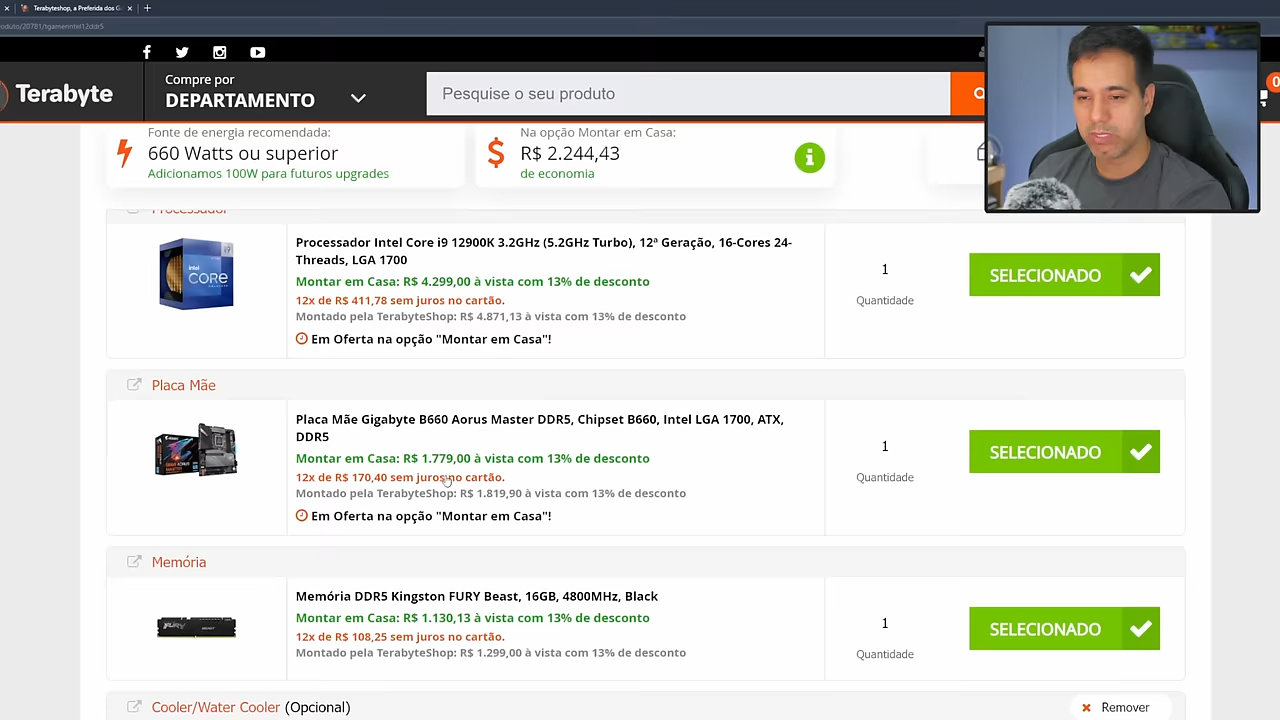 Terabyteshop, a Preferida dos G
oduto/20781/tgamerintel12ddr5
Terabyte
Compre por
DEPARTAMENTO
Pesquise o seu produto
0
Fonte de energia recomendada:
660 Watts ou superior
Adicionamos 100W para futuros upgrades
Na opção Montar em Casa:
R$ 2.244,43
de economia
Processador
Processador Intel Core i9 12900K 3.2GHz (5.2GHz Turbo), 12ª Geração, 16-Cores 24-
Threads, LGA 1700
Montar em Casa: R$ 4.299,00 à vista com 13% de desconto
12x de R$ 411,78 sem juros no cartão.
Montado pela TerabyteShop: R$ 4.871,13 à vista com 13% de desconto
Em Oferta na opção "Montar em Casa"!
1
Quantidade
SELECIONADO
intel
CORE
i9
Placa Mãe
Placa Mãe Gigabyte B660 Aorus Master DDR5, Chipset B660, Intel LGA 1700, ATX,
DDR5
Montar em Casa: R$ 1.779,00 à vista com 13% de desconto
12x de R$ 170,40 sem juros no cartão.
Montado pela TerabyteShop: R$ 1.819,90 à vista com 13% de desconto
Em Oferta na opção "Montar em Casa"!
1
Quantidade
SELECIONADO
Memória
Memória DDR5 Kingston FURY Beast, 16GB, 4800MHz, Black
Montar em Casa: R$ 1.130,13 à vista com 13% de desconto
12x de R$ 108,25 sem juros no cartão.
Montado pela TerabyteShop: R$ 1.299,00 à vista com 13% de desconto
1
Quantidade
SELECIONADO
FURY
Cooler/Water Cooler (Opcional)
Remover